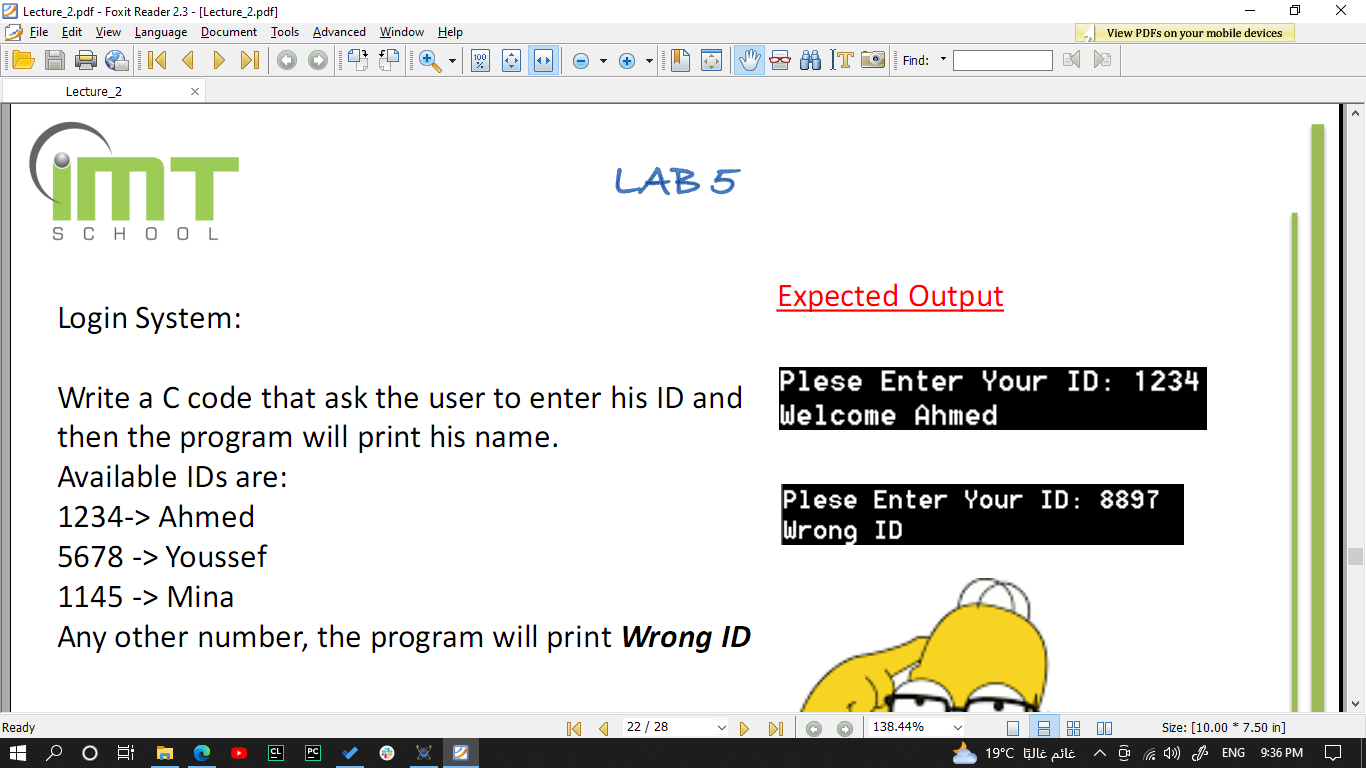 Lecture_2.pdf - Foxit Reader 2.3 - [Lecture_2.pdf]
File Edit View Language Document Tools Advanced Window Help
View PDFs on your mobile devices
100 %
Find:
Lecture_2
iMT
SCHOOL
LAB 5
Expected Output
Login System:
Plese Enter Your ID: 1234
Welcome Ahmed
Write a C code that ask the user to enter his ID and
then the program will print his name.
Available IDs are:
1234-> Ahmed
5678 -> Youssef
1145 -> Mina
Any other number, the program will print Wrong ID
Plese Enter Your ID: 8897
Wrong ID
Ready
22 / 28
138.44%
Size: [10.00 * 7.50 in]
CL
PC
19°C غائم غالبًا
ENG
9:36 PM